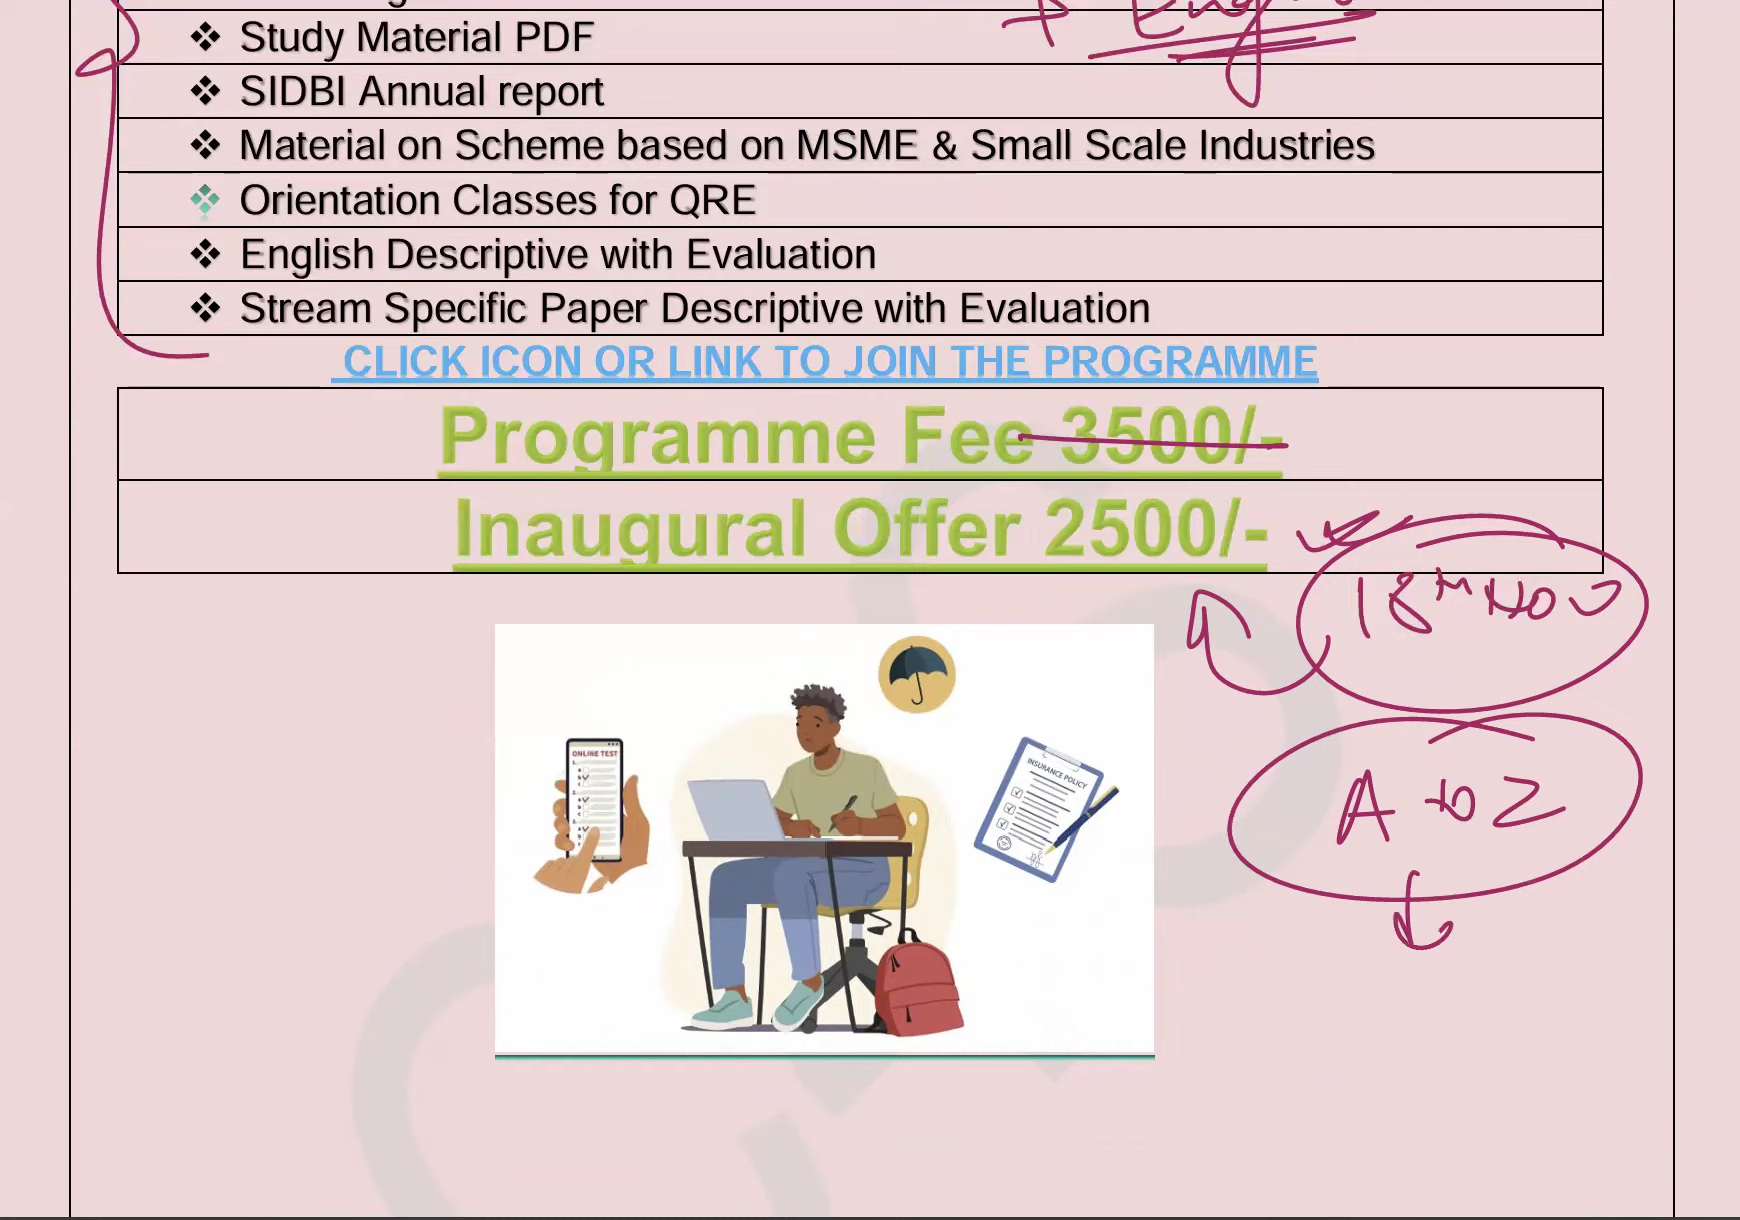 ❖ Study Material PDF
❖ SIDBI Annual report
❖ Material on Scheme based on MSME & Small Scale Industries
❖ Orientation Classes for QRE
❖ English Descriptive with Evaluation
❖ Stream Specific Paper Descriptive with Evaluation
CLICK ICON OR LINK TO JOIN THE PROGRAMME
Programme Fee 3500/-
Inaugural Offer 2500/-
18th Nov
A to Z
ONLINE TEST
INSURANCE POLICY